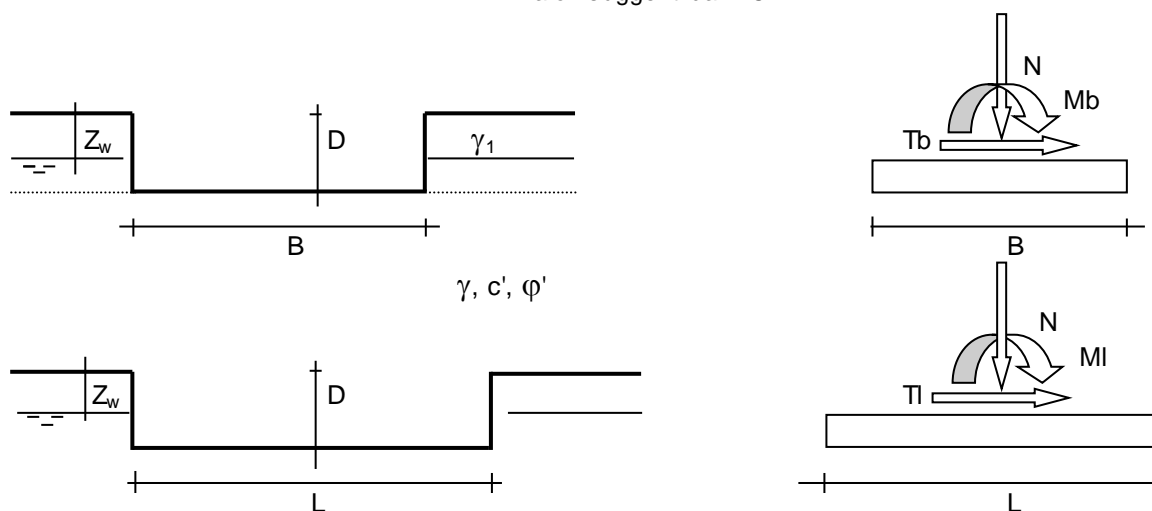 N
Mb
Zw D γ1 Tb
B B
γ, c', φ'
N
Ml
Zw D Tl
L L